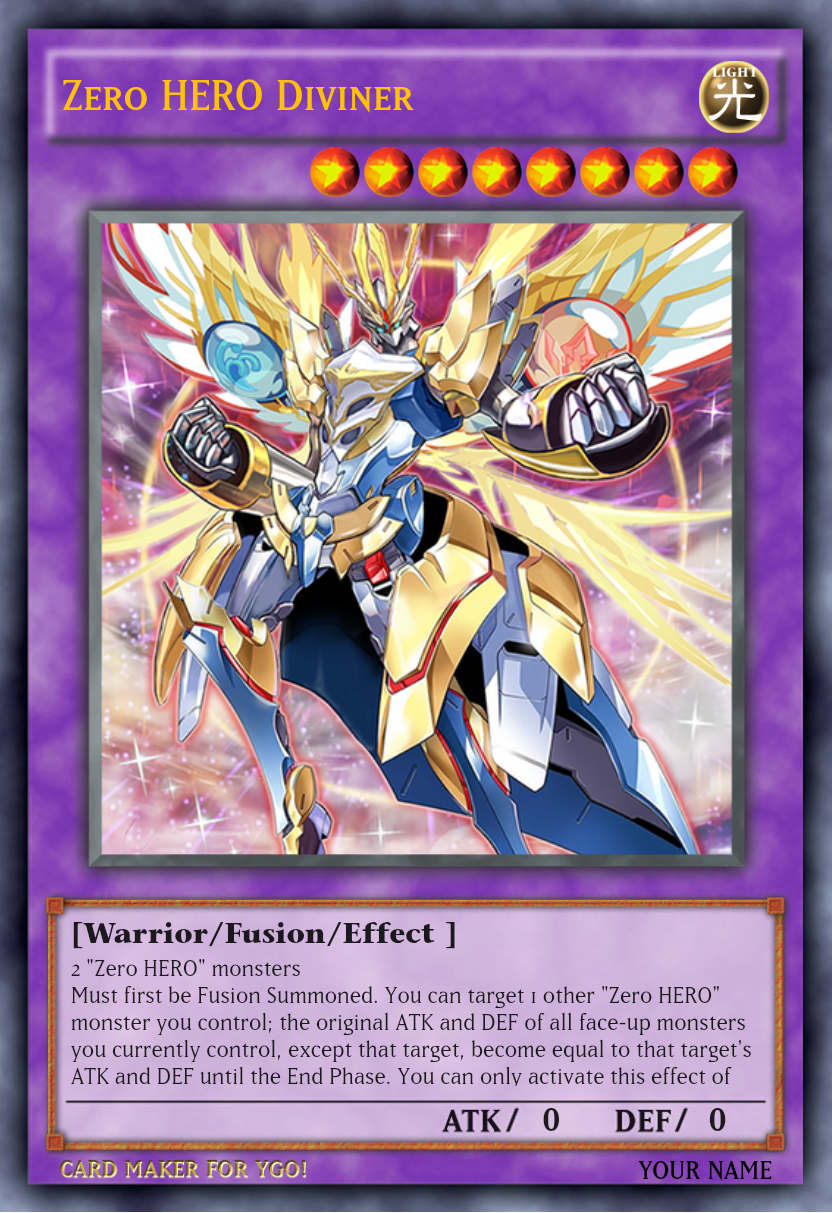 Zero HERO Diviner
LIGHT
光
[Warrior/Fusion/Effect ]
2 "Zero HERO" monsters
Must first be Fusion Summoned. You can target 1 other "Zero HERO"
monster you control; the original ATK and DEF of all face-up monsters
you currently control, except that target, become equal to that target's
ATK and DEF until the End Phase. You can only activate this effect of
ATK/ 0 DEF/ 0
CARD MAKER FOR YGO! YOUR NAME